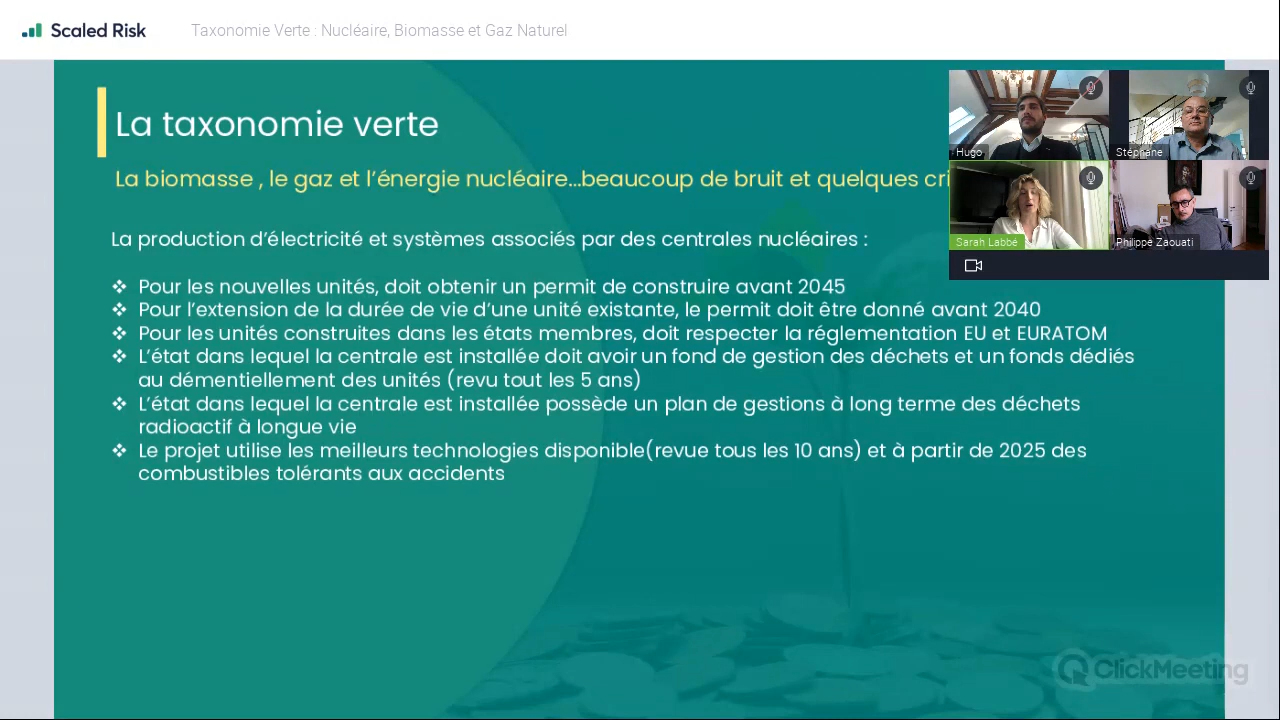 Scaled Risk
Taxonomie Verte : Nucléaire, Biomasse et Gaz Naturel
La taxonomie verte
La biomasse , le gaz et l'énergie nucléaire...beaucoup de bruit et quelques cri
Hugo
Stéphane
Sarah Labbé
Philippe Zaouati
La production d'électricité et systèmes associés par des centrales nucléaires :
❖ Pour les nouvelles unités, doit obtenir un permit de construire avant 2045
❖ Pour l'extension de la durée de vie d'une unité existante, le permit doit être donné avant 2040
❖ Pour les unités construites dans les états membres, doit respecter la réglementation EU et EURATOM
❖ L'état dans lequel la centrale est installée doit avoir un fond de gestion des déchets et un fonds dédiés
au démentiellement des unités (revu tout les 5 ans)
❖ L'état dans lequel la centrale est installée possède un plan de gestions à long terme des déchets
radioactif à longue vie
❖ Le projet utilise les meilleurs technologies disponible(revue tous les 10 ans) et à partir de 2025 des
combustibles tolérants aux accidents
ClickMeeting